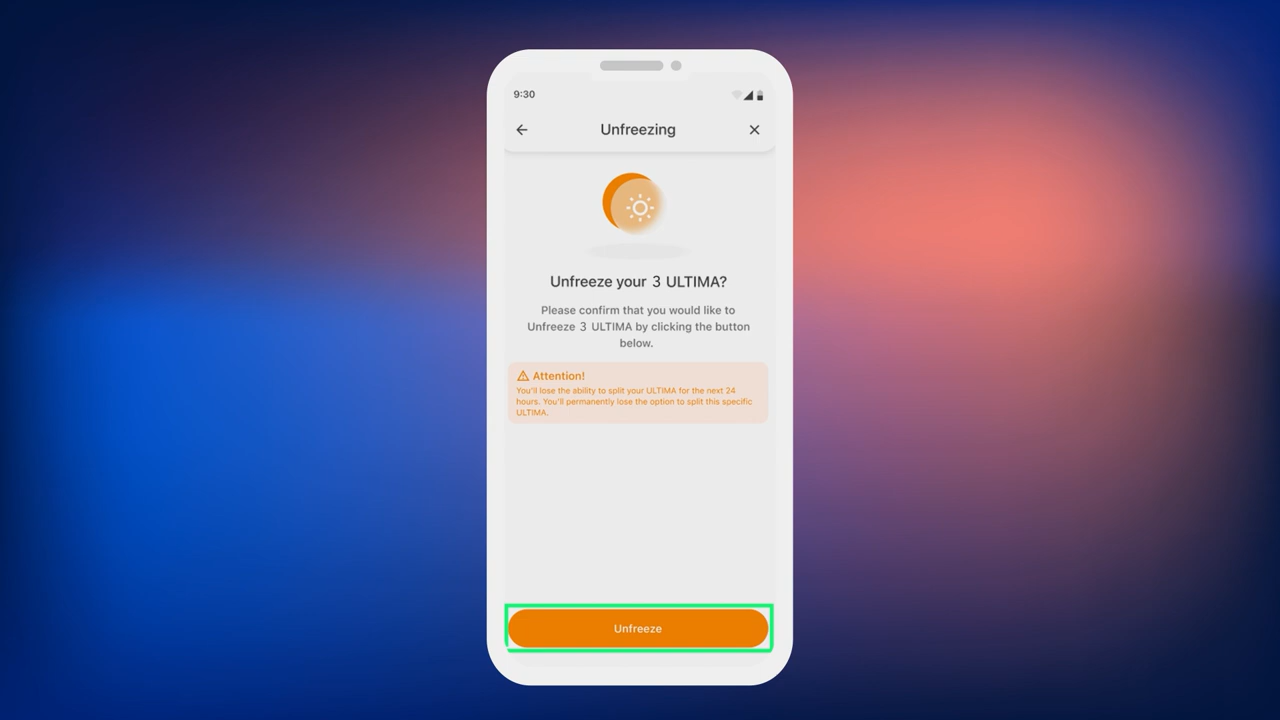 9:30
Unfreezing
Unfreeze your 3 ULTIMA?
Please confirm that you would like to
Unfreeze 3 ULTIMA by clicking the button
below.
Attention!
You'll lose the ability to split your ULTIMA for the next 24
hours. You'll permanently lose the option to split this specific
ULTIMA.
Unfreeze